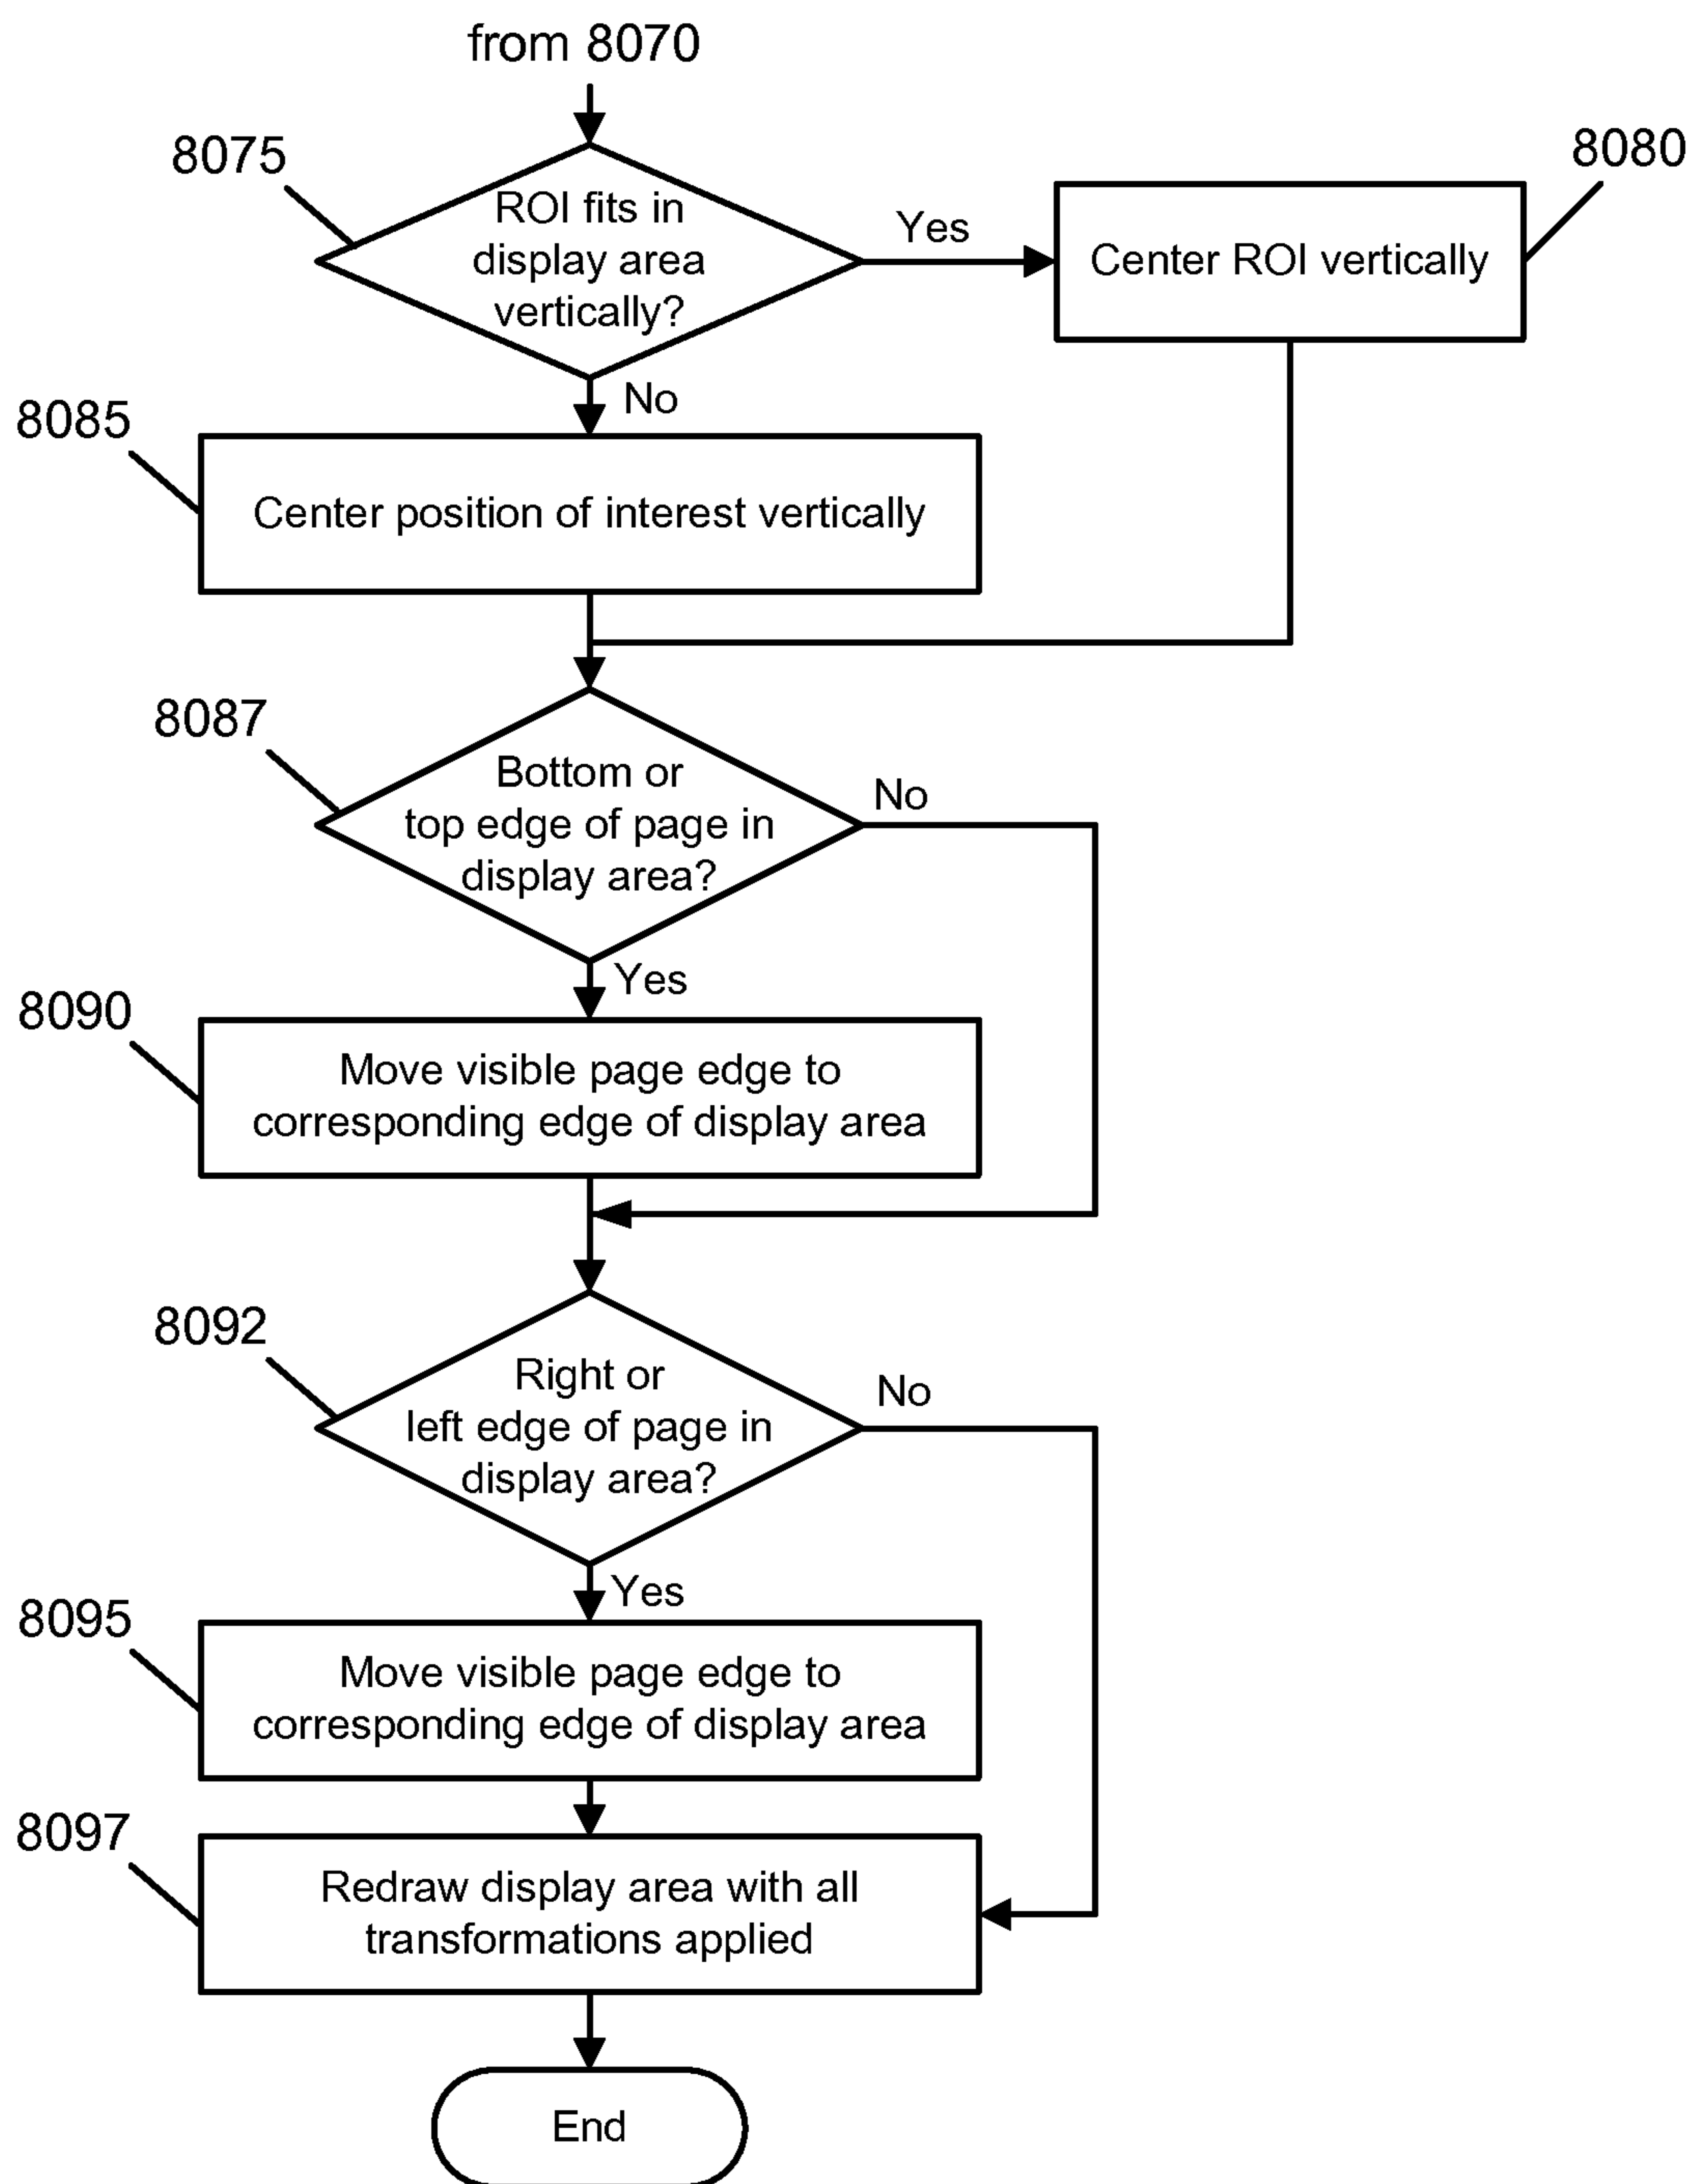 from 8070
8075
ROI fits in
display area
vertically?
Yes
8080
Center ROI vertically
No
8085
Center position of interest vertically
8087
Bottom or
top edge of page in
display area?
No
Yes
8090
Move visible page edge to
corresponding edge of display area
8092
Right or
left edge of page in
display area?
No
Yes
8095
Move visible page edge to
corresponding edge of display area
8097
Redraw display area with all
transformations applied
End